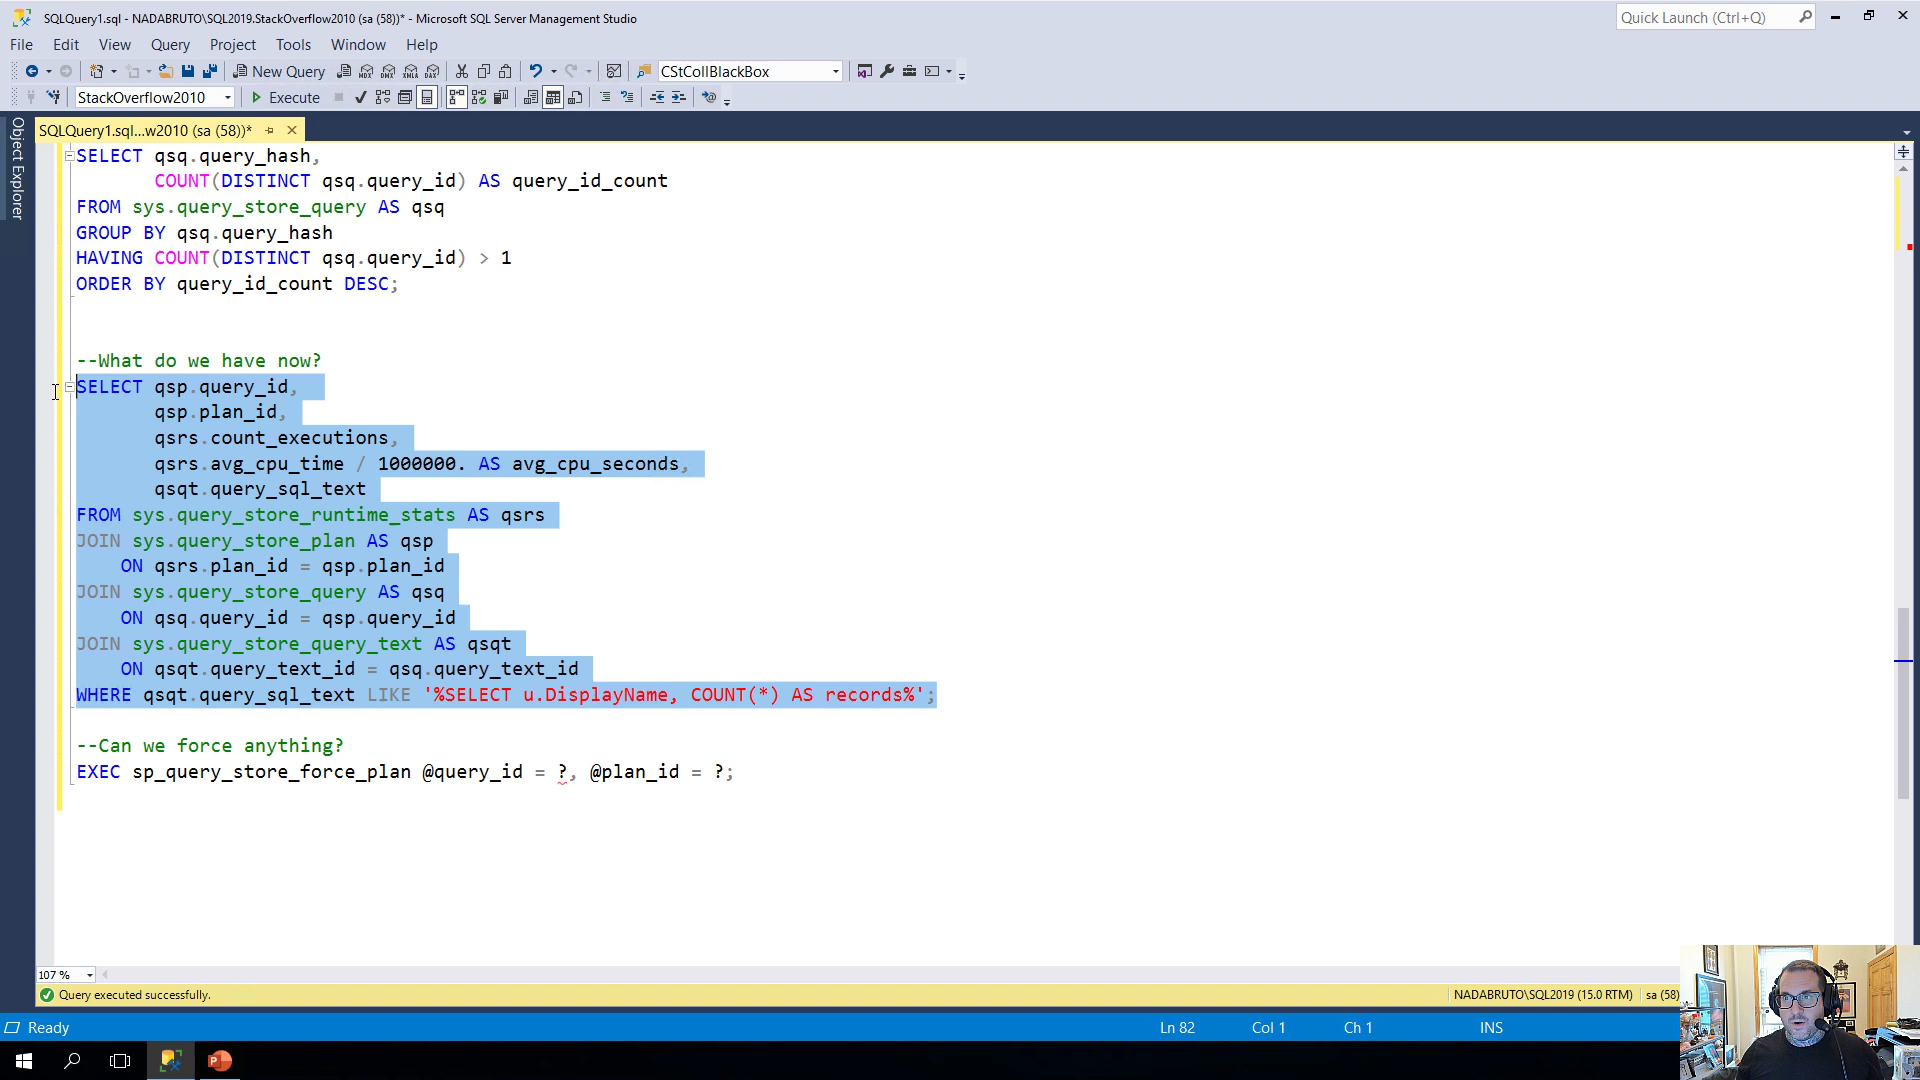 SQLQuery1.sql - NADABRUTO\SQL2019.StackOverflow2010 (sa (58))* - Microsoft SQL Server Management Studio
Quick Launch (Ctrl+Q)
File Edit View Query Project Tools Window Help
New Query MDX DMX XMLA DAX CStCollBlackBox
StackOverflow2010 Execute
Object Explorer
SQLQuery1.sql...w2010 (sa (58))*
SELECT qsq.query_hash,
COUNT(DISTINCT qsq.query_id) AS query_id_count
FROM sys.query_store_query AS qsq
GROUP BY qsq.query_hash
HAVING COUNT(DISTINCT qsq.query_id) > 1
ORDER BY query_id_count DESC;
--What do we have now?
SELECT qsp.query_id,
qsp.plan_id,
qsrs.count_executions,
qsrs.avg_cpu_time / 1000000. AS avg_cpu_seconds,
qsqt.query_sql_text
FROM sys.query_store_runtime_stats AS qsrs
JOIN sys.query_store_plan AS qsp
ON qsrs.plan_id = qsp.plan_id
JOIN sys.query_store_query AS qsq
ON qsq.query_id = qsp.query_id
JOIN sys.query_store_query_text AS qsqt
ON qsqt.query_text_id = qsq.query_text_id
WHERE qsqt.query_sql_text LIKE '%SELECT u.DisplayName, COUNT(*) AS records%';
--Can we force anything?
EXEC sp_query_store_force_plan @query_id = ?, @plan_id = ?;
107 %
Query executed successfully. NADABRUTO\SQL2019 (15.0 RTM) sa (58)
Ready Ln 82 Col 1 Ch 1 INS